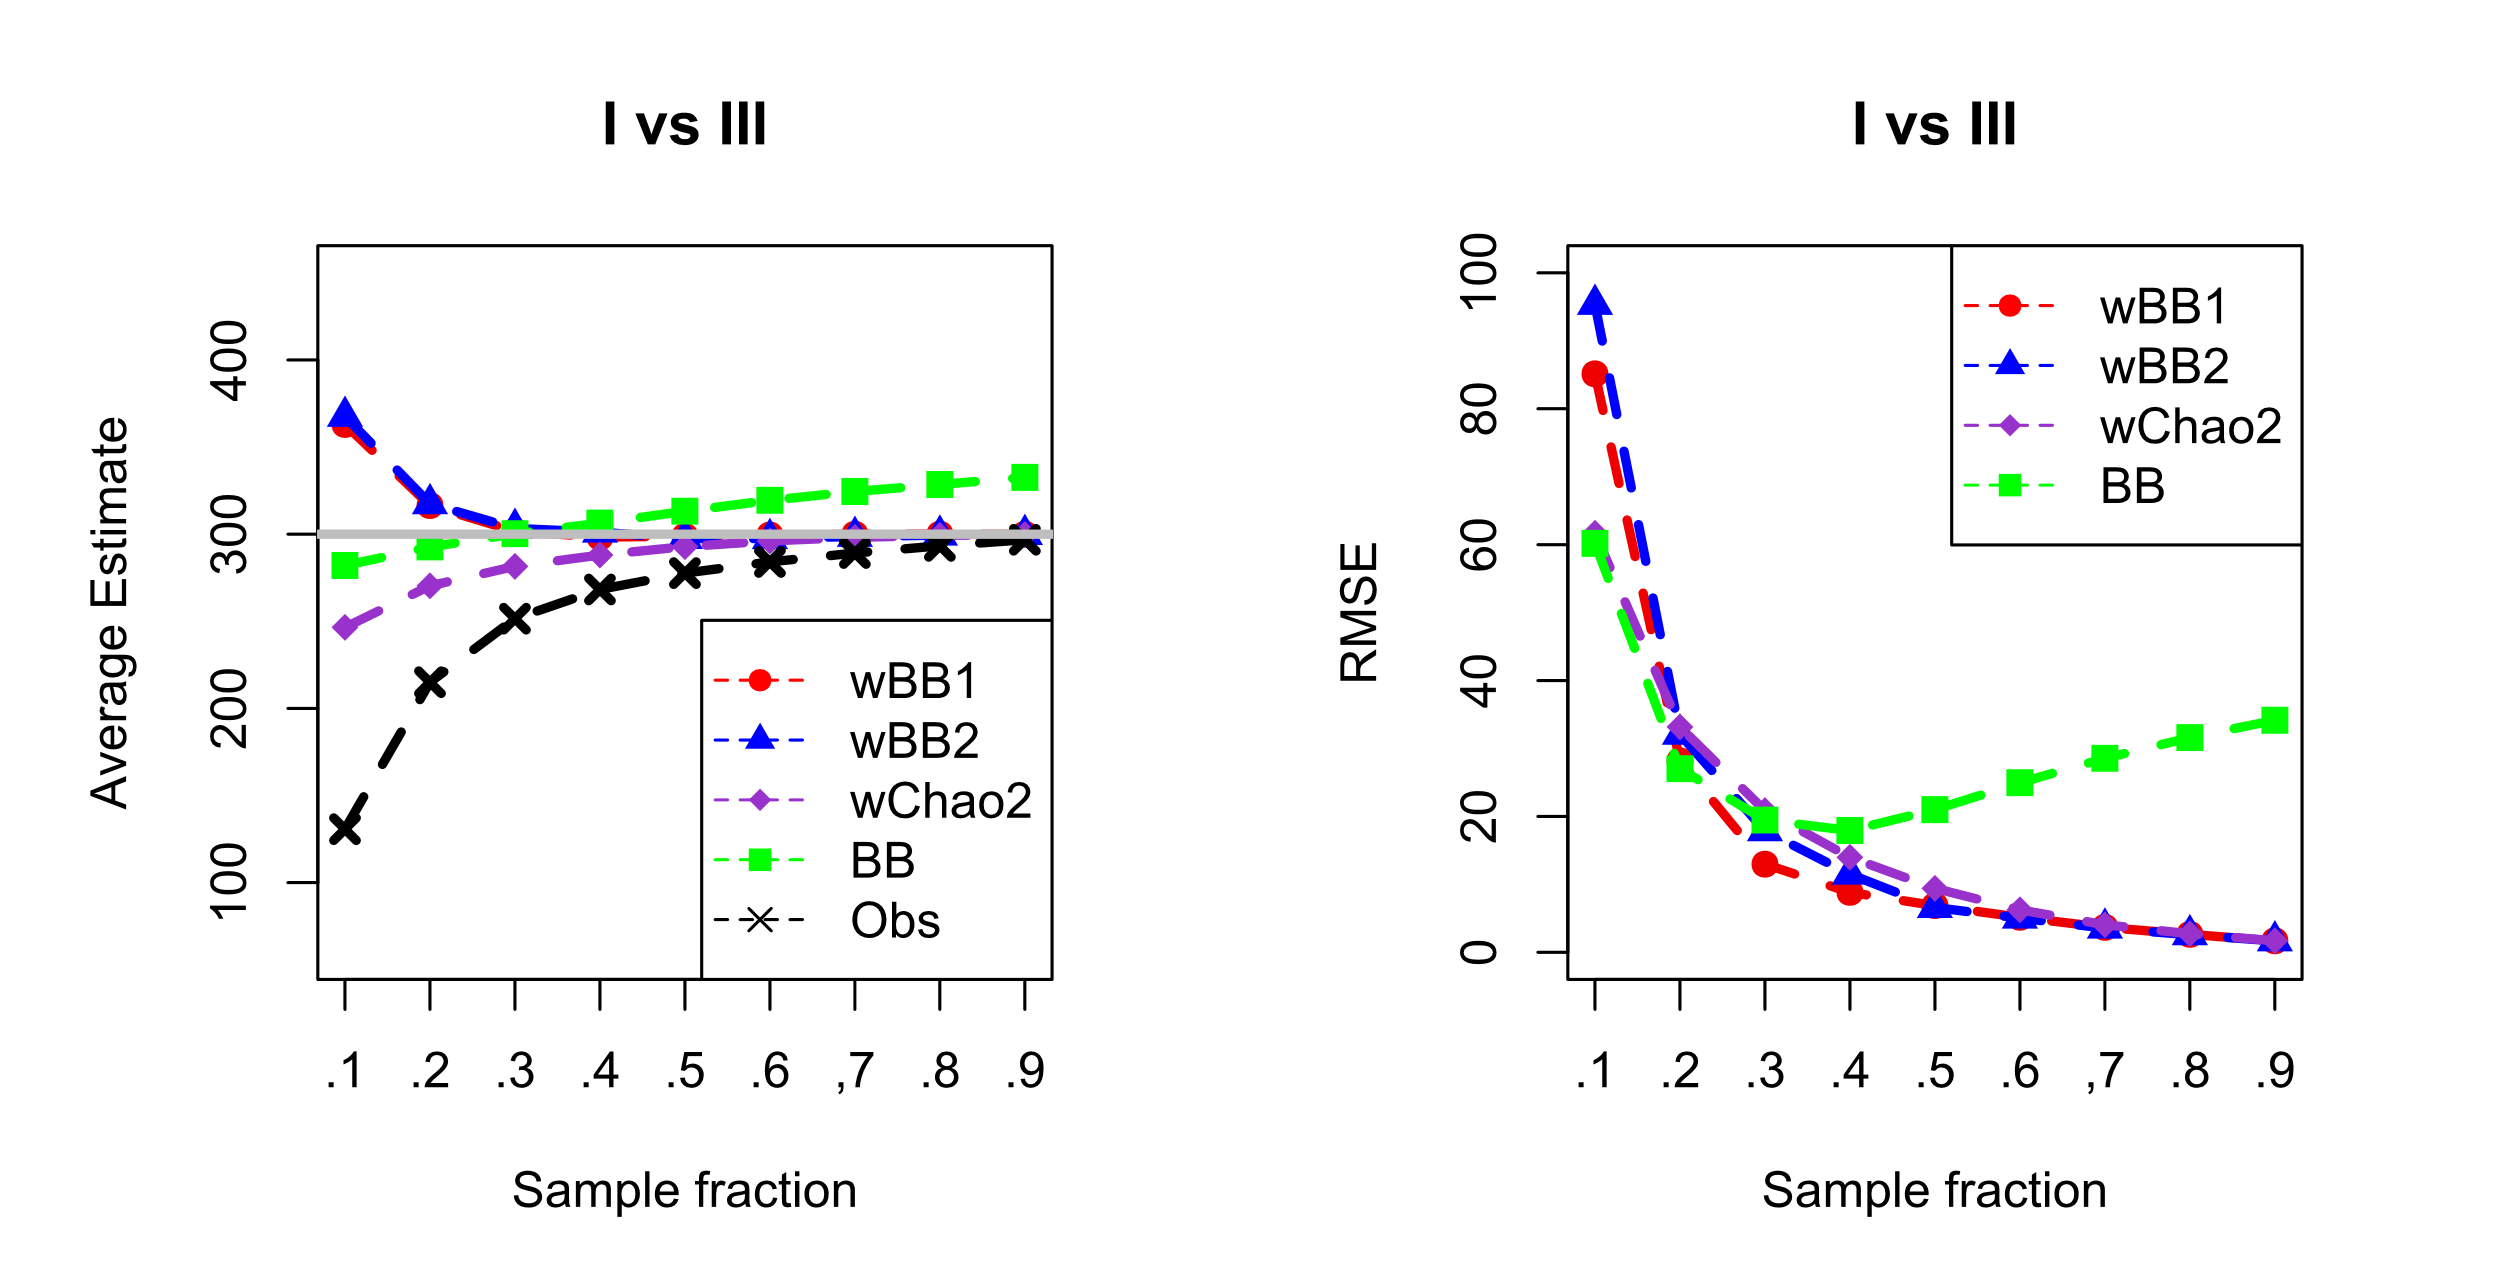 I vs III
Average Estimate
400
300
200
100
wBB1
wBB2
wChao2
BB
Obs
.1 .2 .3 .4 .5 .6 ,7 .8 .9
Sample fraction
I vs III
RMSE
100
80
60
40
20
0
wBB1
wBB2
wChao2
BB
.1 .2 .3 .4 .5 .6 ,7 .8 .9
Sample fraction